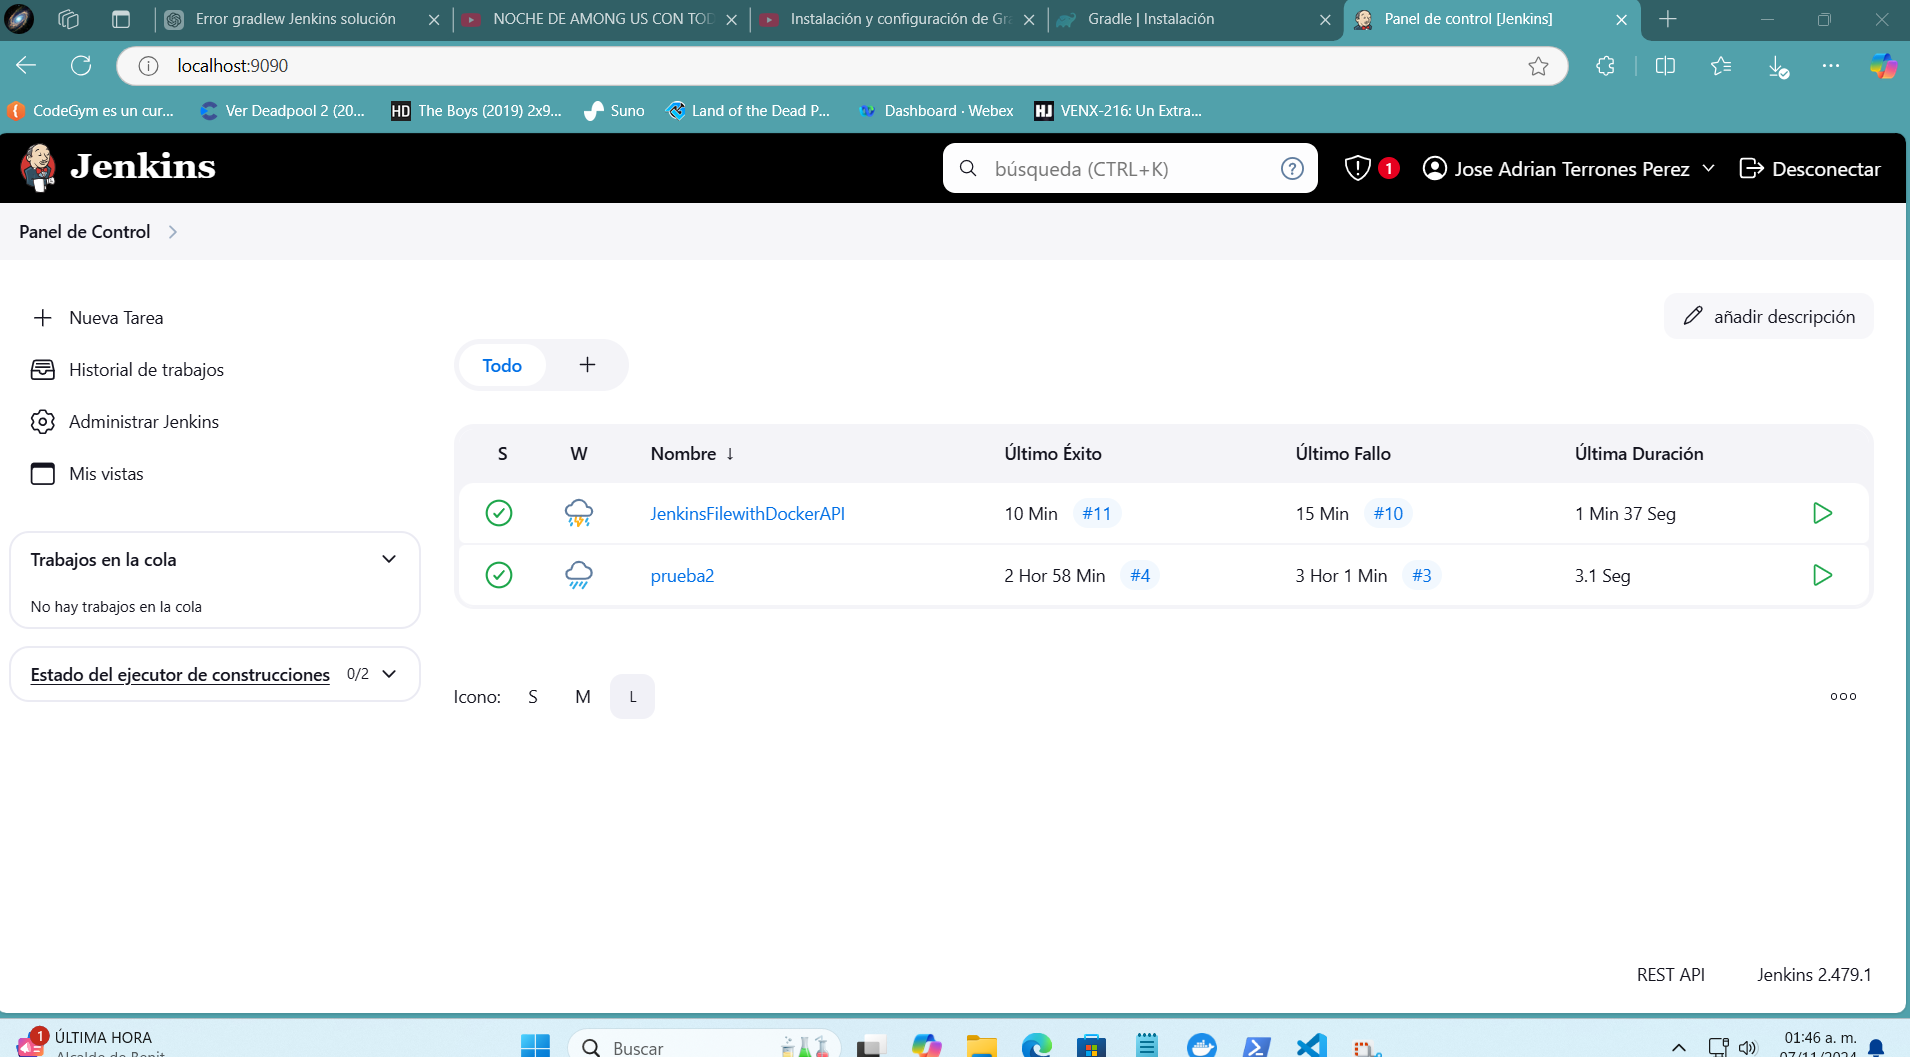 Error gradlew Jenkins solución
NOCHE DE AMONG US CON TOD
Instalación y configuración de Gra
Gradle | Instalación
Panel de control [Jenkins]
localhost:9090
CodeGym es un cur...
Ver Deadpool 2 (20...
HD The Boys (2019) 2x9...
Suno
Land of the Dead P...
Dashboard · Webex
HJ VENX-216: Un Extra...
Jenkins
búsqueda (CTRL+K)
?
1
Jose Adrian Terrones Perez
Desconectar
Panel de Control
Nueva Tarea
Historial de trabajos
Administrar Jenkins
Mis vistas
Trabajos en la cola
No hay trabajos en la cola
Estado del ejecutor de construcciones 0/2
añadir descripción
Todo +
S W Nombre ↓ Último Éxito Último Fallo Última Duración
JenkinsFilewithDockerAPI 10 Min #11 15 Min #10 1 Min 37 Seg
prueba2 2 Hor 58 Min #4 3 Hor 1 Min #3 3.1 Seg
Icono: S M L
REST API Jenkins 2.479.1
1 ÚLTIMA HORA
Alcalde de Benit
Buscar
01:46 a. m.
07/11/2024